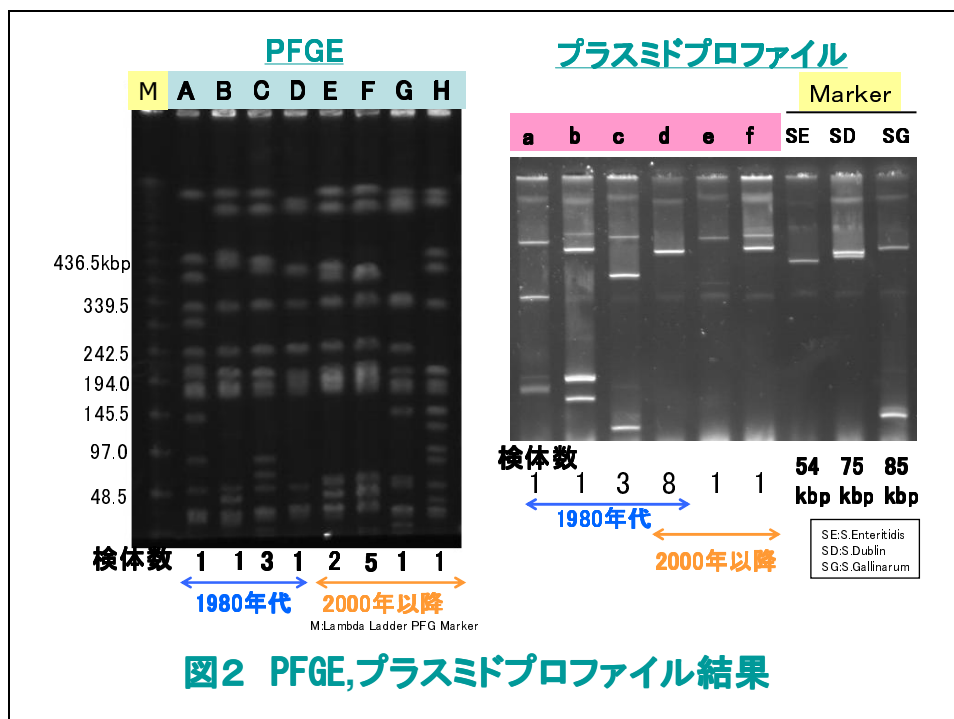 PFGE
M A B C D E F G H
436.5kbp
339.5
242.5
194.0
145.5
97.0
48.5
検体数 1 1 3 1 2 5 1 1
1980年代 2000年以降
M:Lambda Ladder PFG Marker
プラスミドプロファイル
Marker
a b c d e f SE SD SG
検体数
1 1 3 8 1 1
54 75 85
kbp kbp kbp
1980年代
2000年以降
SE:S.Enteritidis
SD:S.Dublin
SG:S.Gallinarum
図２ PFGE,プラスミドプロファイル結果